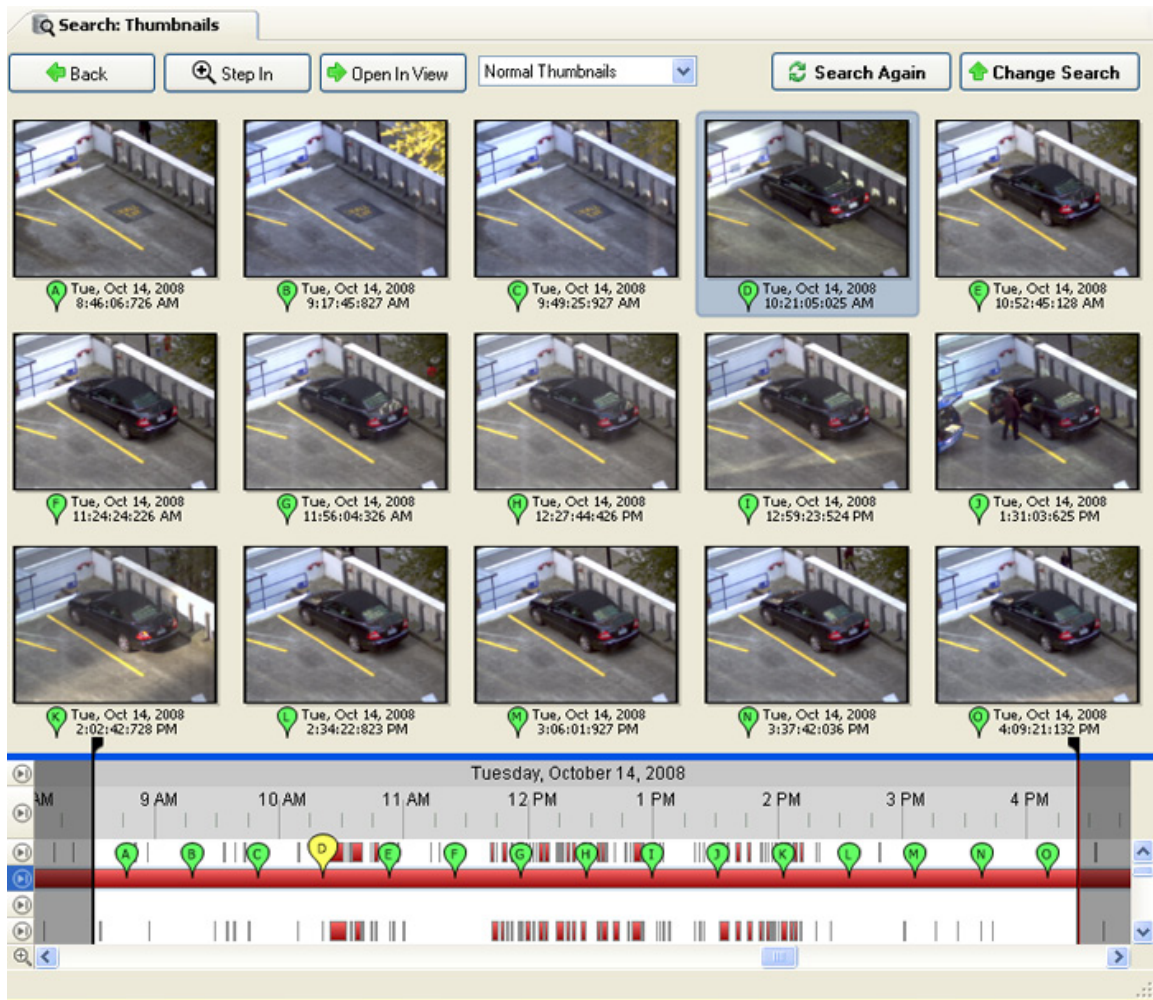 Search: Thumbnails
Back Step In Open In View Normal Thumbnails Search Again Change Search
A Tue, Oct 14, 2008
8:46:06:726 AM
B Tue, Oct 14, 2008
9:17:45:827 AM
C Tue, Oct 14, 2008
9:49:25:927 AM
D Tue, Oct 14, 2008
10:21:05:025 AM
E Tue, Oct 14, 2008
10:52:45:128 AM
F Tue, Oct 14, 2008
11:24:24:226 AM
G Tue, Oct 14, 2008
11:56:04:326 AM
H Tue, Oct 14, 2008
12:27:44:426 PM
I Tue, Oct 14, 2008
12:59:23:524 PM
J Tue, Oct 14, 2008
1:31:03:625 PM
K Tue, Oct 14, 2008
2:02:42:728 PM
L Tue, Oct 14, 2008
2:34:22:823 PM
M Tue, Oct 14, 2008
3:06:01:927 PM
N Tue, Oct 14, 2008
3:37:42:036 PM
O Tue, Oct 14, 2008
4:09:21:132 PM
Tuesday, October 14, 2008
AM 9 AM 10 AM 11 AM 12 PM 1 PM 2 PM 3 PM 4 PM
A B C D E F G H I J K L M N O